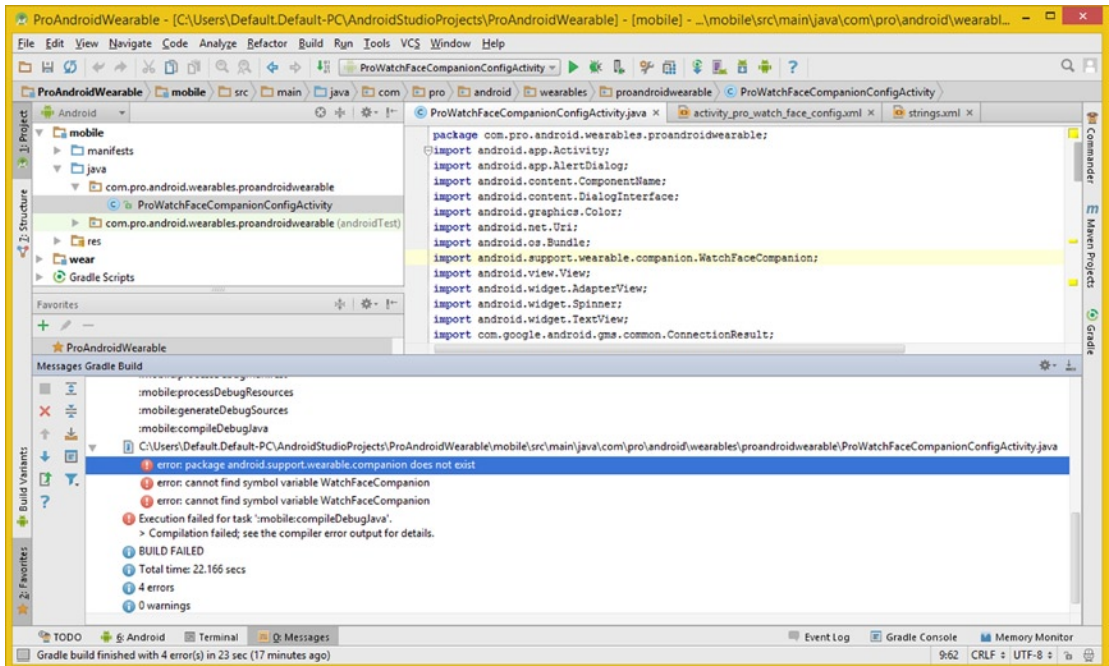 ProAndroidWearable - [C:\Users\Default.Default-PC\AndroidStudioProjects\ProAndroidWearable] - [mobile] - ...\mobile\src\main\java\com\pro\android\wearabl...
File Edit View Navigate Code Analyze Refactor Build Run Tools VCS Window Help
ProWatchFaceCompanionConfigActivity
ProAndroidWearable mobile src main java com pro android wearables proandroidwearable ProWatchFaceCompanionConfigActivity
Android
ProWatchFaceCompanionConfigActivity.java × activity_pro_watch_face_config.xml × strings.xml ×
1: Project
Z: Structure
Build Variants
2: Favorites
mobile
manifests
java
com.pro.android.wearables.proandroidwearable
ProWatchFaceCompanionConfigActivity
com.pro.android.wearables.proandroidwearable (androidTest)
res
wear
Gradle Scripts
Favorites
ProAndroidWearable
package com.pro.android.wearables.proandroidwearable;
import android.app.Activity;
import android.app.AlertDialog;
import android.content.ComponentName;
import android.content.DialogInterface;
import android.graphics.Color;
import android.net.Uri;
import android.os.Bundle;
import android.support.wearable.companion.WatchFaceCompanion;
import android.view.View;
import android.widget.AdapterView;
import android.widget.Spinner;
import android.widget.TextView;
import com.google.android.gms.common.ConnectionResult;
Commander
Maven Projects
Gradle
Messages Gradle Build
:mobile:processDebugResources
:mobile:generateDebugSources
:mobile:compileDebugJava
C:\Users\Default.Default-PC\AndroidStudioProjects\ProAndroidWearable\mobile\src\main\java\com\pro\android\wearables\proandroidwearable\ProWatchFaceCompanionConfigActivity.java
error: package android.support.wearable.companion does not exist
error: cannot find symbol variable WatchFaceCompanion
error: cannot find symbol variable WatchFaceCompanion
Execution failed for task ':mobile:compileDebugJava'.
> Compilation failed; see the compiler error output for details.
BUILD FAILED
Total time: 22.166 secs
4 errors
0 warnings
TODO 6: Android Terminal 0: Messages Event Log Gradle Console Memory Monitor
Gradle build finished with 4 error(s) in 23 sec (17 minutes ago) 9:62 CRLF UTF-8